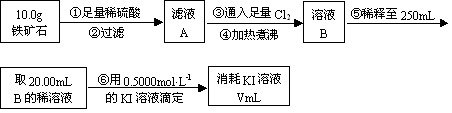 10.0g
铁矿石
①足量稀硫酸
②过滤
滤液
A
③通入足量 Cl₂
④加热煮沸
溶液
B
⑤稀释至 250mL
取 20.00mL
B 的稀溶液
⑥用 0.5000mol·L⁻¹
的 KI 溶液滴定
消耗 KI 溶液
VmL